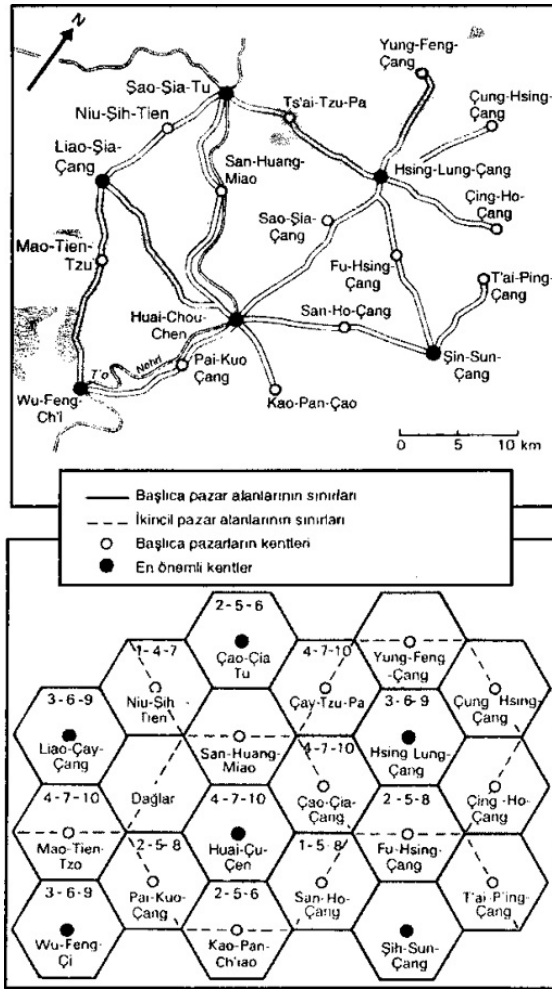 N
Yung-Feng-
Çang
Şao-Şia-Tu
Ts'ai-Tzu-Pa
Çung-Hsing-
Çang
Niu-Şih-Tien
Liao-Şia-
Çang
San-Huang-
Miao
Hsing-Lung-Çang
Sao-Şia-
Çang
Çing-Ho-
Çang
Mao-Tien-
Tzu
Fu-Hsing-
Çang
T'ai-Ping-
Çang
Huai-Chou-
Chen
San-Ho-Çang
T'o Nehri
Pai-Kuo
Çang
Şin-Sun-
Çang
Wu-Feng-
Ch'i
Kao-Pan-Çao
0 5 10 km
Başlıca pazar alanlarının sınırları
İkincil pazar alanlarının sınırları
Başlıca pazarların kentleri
En önemli kentler
2-5-6
Çao-Çia
Tu
1-4-7
Niu-Şih
Tien
4-7-10
Çay-Tzu-Pa
Yung-Feng
-Çang
Çung Hsing-
Çang
3-6-9
Liao-Çay-
Çang
San-Huang-
Miao
3-6-9
Hsing Lung-
Çang
4-7-10
Çao-Çia-
Çang
Çing-Ho-
Çang
Dağlar
4-7-10
Mao-Tien-
Tzo
4-7-10
Huai-Çu-
Çen
2-5-8
Fu-Hsing-
Çang
2-5-8
Pai-Kuo-
Çang
1-5-8
San-Ho-
Çang
T'ai-P'ing-
Çang
3-6-9
Wu-Feng-
Çi
2-5-6
Kao-Pan-
Ch'iao
Şih-Sun-
Çang